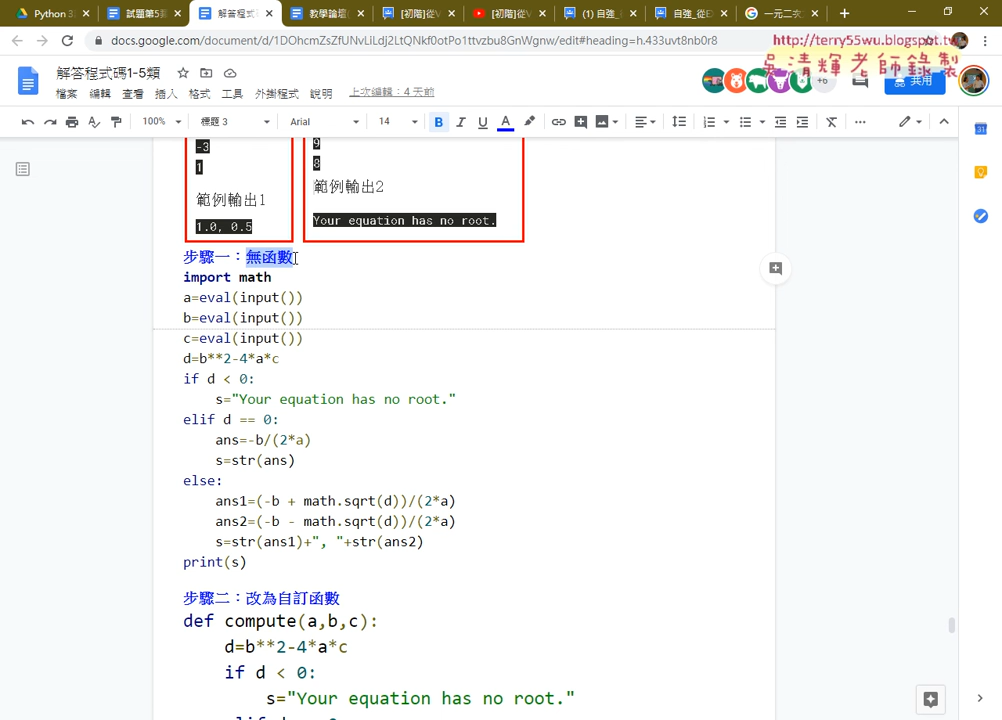 Python 3
試題第5類
解答程式碼
教學論壇
[初階]從V
[初階]從V
(1) 自強_
自強_從E
一元二次
docs.google.com/document/d/1DOhcmZsZfUNvLiLdj2LtQNkf0otPo1ttvzbu8GnWgnw/edit#heading=h.433uvt8nb0r8
http://terry55wu.blogspot.tw
吳清輝老師錄製
解答程式碼1-5類
檔案 編輯 查看 插入 格式 工具 外掛程式 說明 上次編輯：4 天前
+6
共用
100% 標題 3 Arial 14 B I U A
-3
1
範例輸出1
1.0, 0.5
9
8
範例輸出2
Your equation has no root.
步驟一：無函數
import math
a=eval(input())
b=eval(input())
c=eval(input())
d=b**2-4*a*c
if d < 0:
s="Your equation has no root."
elif d == 0:
ans=-b/(2*a)
s=str(ans)
else:
ans1=(-b + math.sqrt(d))/(2*a)
ans2=(-b - math.sqrt(d))/(2*a)
s=str(ans1)+", "+str(ans2)
print(s)
步驟二：改為自訂函數
def compute(a,b,c):
d=b**2-4*a*c
if d < 0:
s="Your equation has no root."